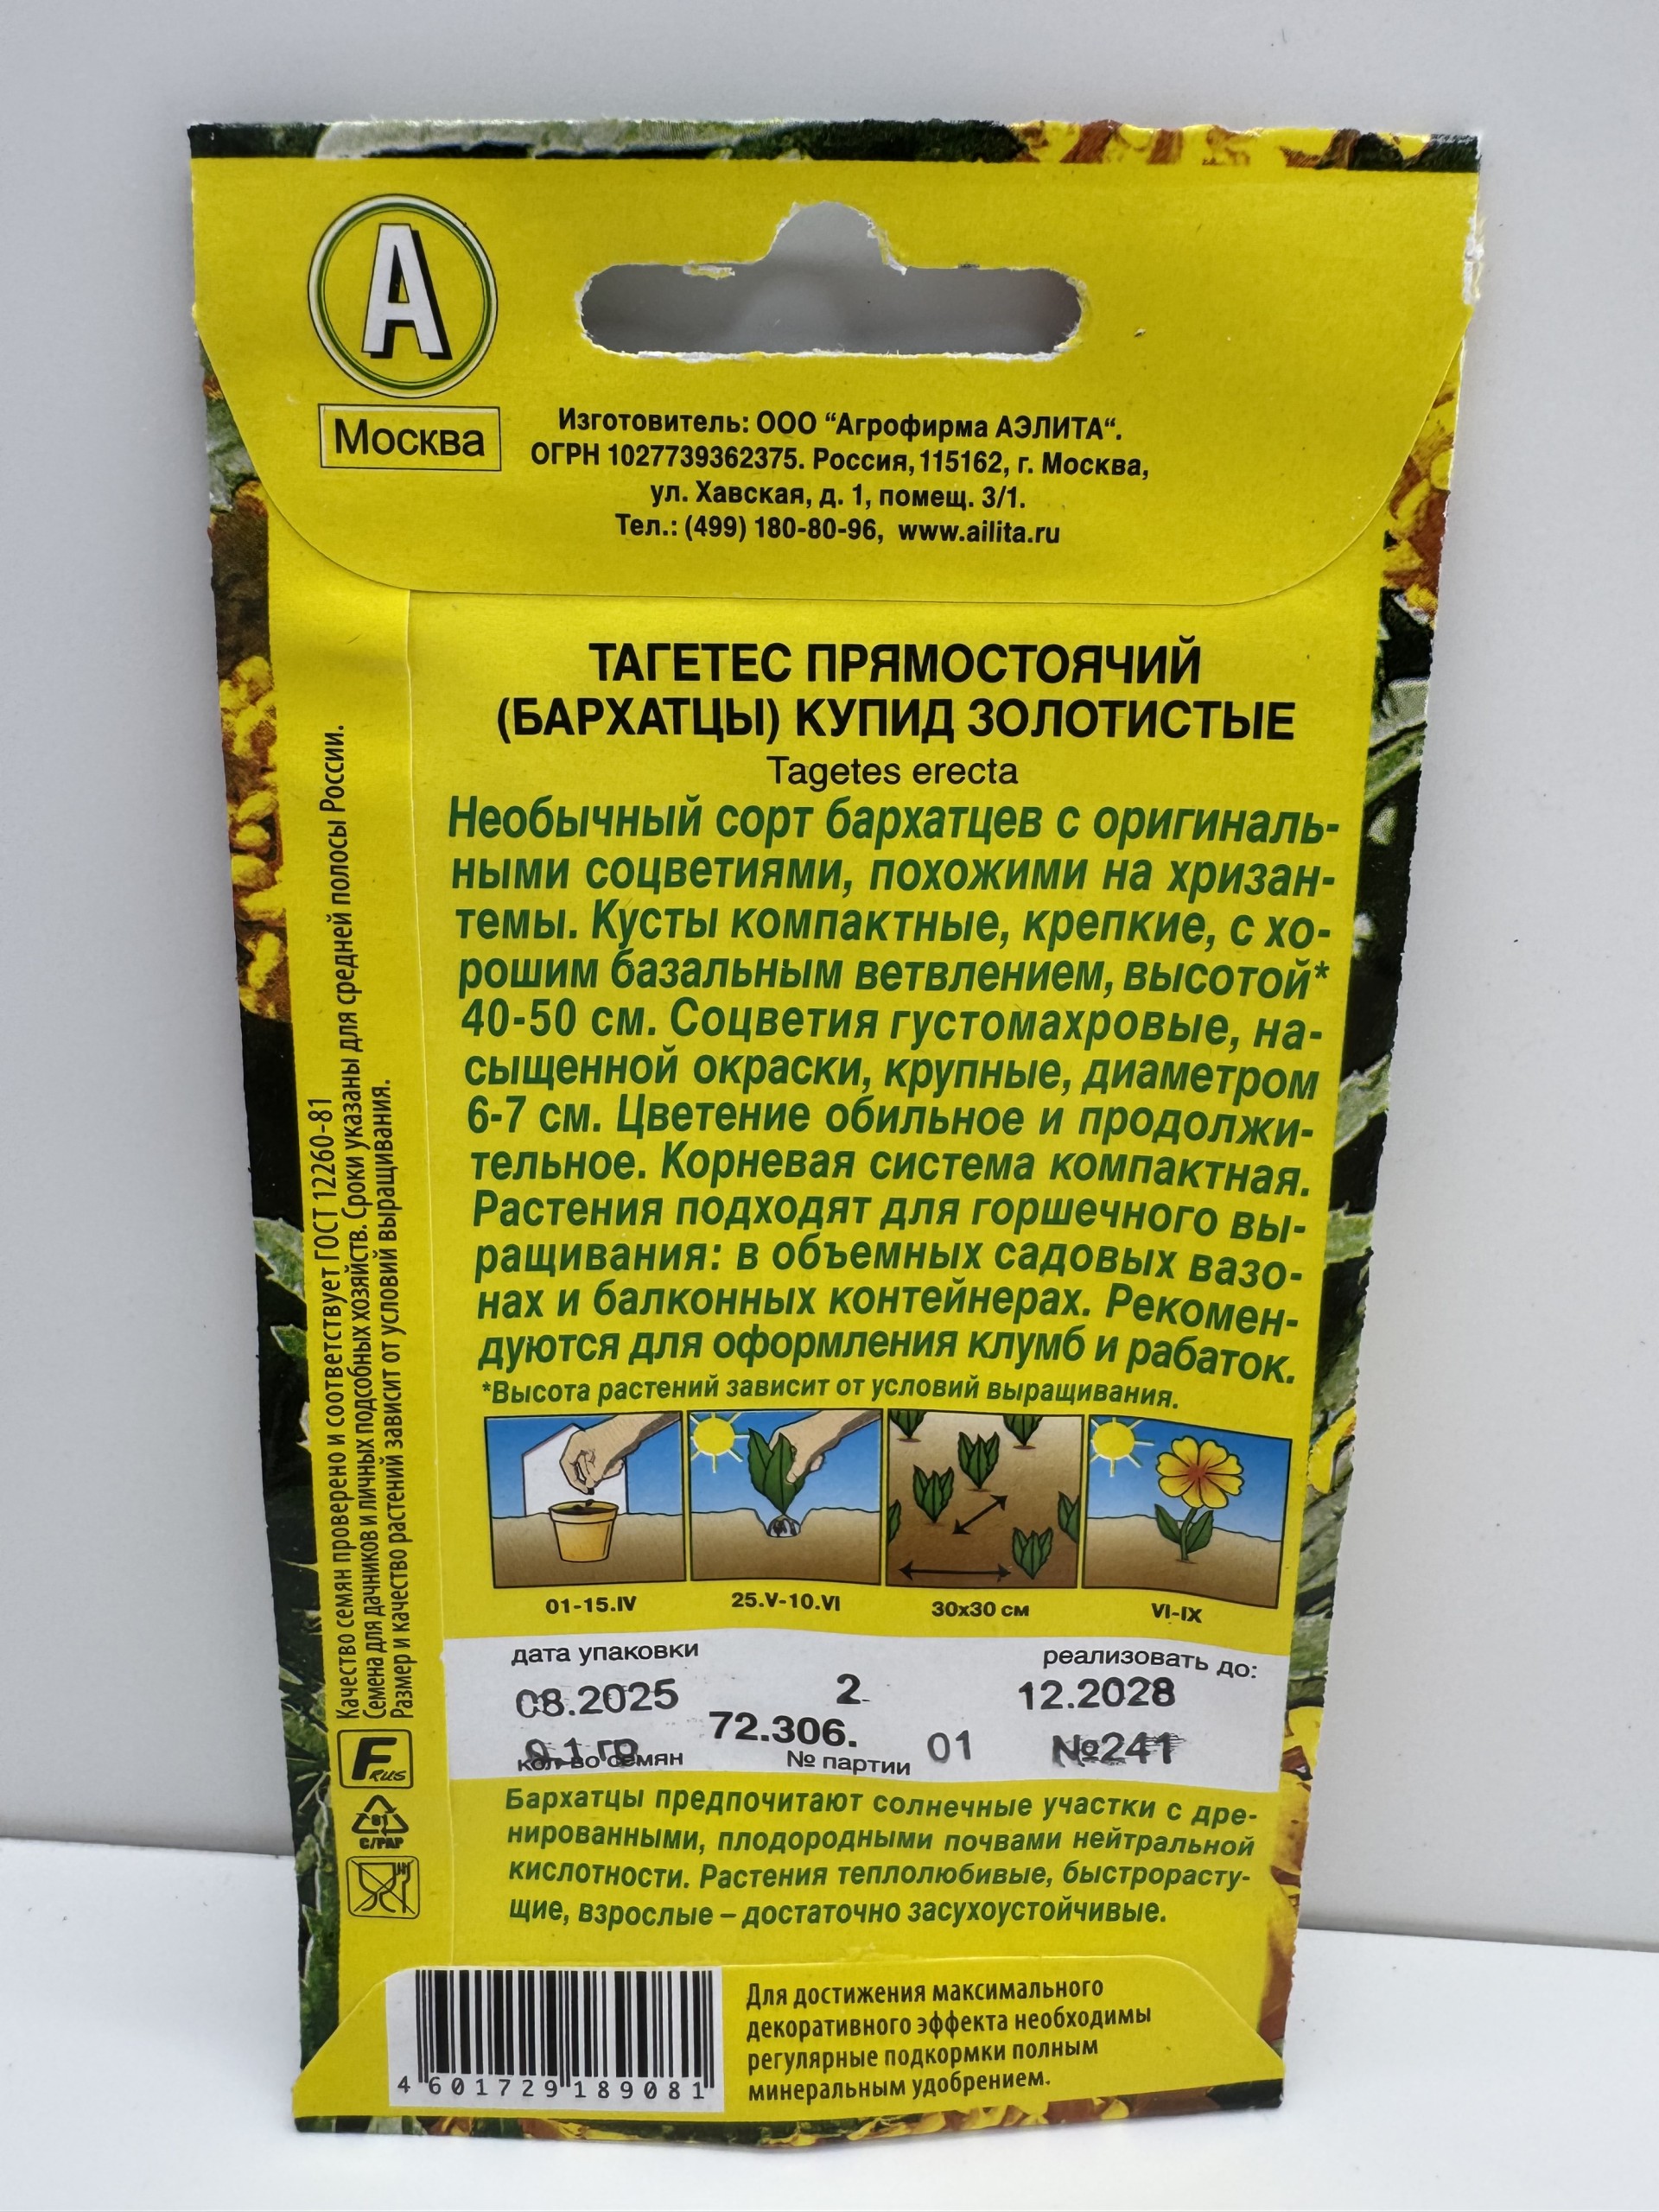 А
Москва
Изготовитель: ООО “Агрофирма АЭЛИТА“.
ОГРН 1027739362375. Россия, 115162, г. Москва,
ул. Хавская, д. 1, помещ. 3/1.
Тел.: (499) 180-80-96, www.ailita.ru
ТАГЕТЕС ПРЯМОСТОЯЧИЙ
(БАРХАТЦЫ) КУПИД ЗОЛОТИСТЫЕ
Tagetes erecta
Необычный сорт бархатцев с оригиналь-
ными соцветиями, похожими на хризан-
темы. Кусты компактные, крепкие, с хо-
рошим базальным ветвлением, высотой*
40-50 см. Соцветия густомахровые, на-
сыщенной окраски, крупные, диаметром
6-7 см. Цветение обильное и продолжи-
тельное. Корневая система компактная.
Растения подходят для горшечного вы-
ращивания: в объемных садовых вазо-
нах и балконных контейнерах. Рекомен-
дуются для оформления клумб и рабаток.
*Высота растений зависит от условий выращивания.
01-15.IV 25.V-10.VI 30х30 см VI-IX
дата упаковки реализовать до:
08.2025 2 12.2028
0.1 гр 72.306. 01 №241
кол-во семян № партии
Бархатцы предпочитают солнечные участки с дре-
нированными, плодородными почвами нейтральной
кислотности. Растения теплолюбивые, быстрорасту-
щие, взрослые – достаточно засухоустойчивые.
Для достижения максимального
декоративного эффекта необходимы
регулярные подкормки полным
минеральным удобрением.
4 601729 189081
Качество семян проверено и соответствует ГОСТ 12260-81
Семена для дачников и личных подсобных хозяйств. Сроки указаны для средней полосы России.
Размер и качество растений зависит от условий выращивания.
F RUS
81
C/PAP